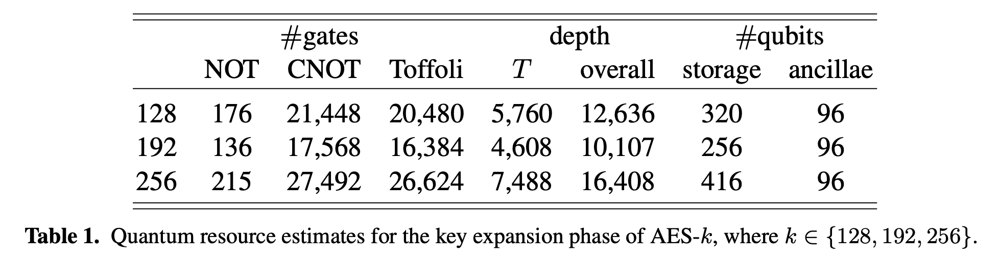 #gates depth #qubits
NOT CNOT Toffoli T overall storage ancillae
128 176 21,448 20,480 5,760 12,636 320 96
192 136 17,568 16,384 4,608 10,107 256 96
256 215 27,492 26,624 7,488 16,408 416 96
Table 1. Quantum resource estimates for the key expansion phase of AES-k, where k ∈ {128, 192, 256}.